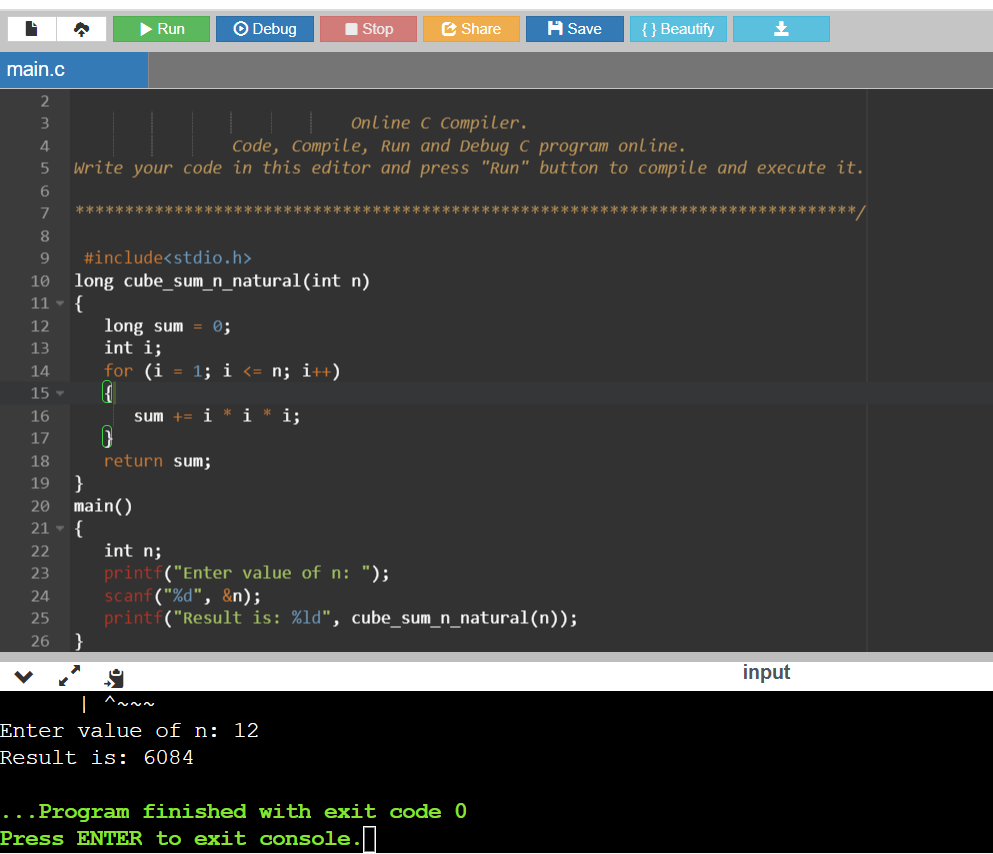 Run Debug Stop Share Save { } Beautify
main.c
2
3 Online C Compiler.
4 Code, Compile, Run and Debug C program online.
5 Write your code in this editor and press "Run" button to compile and execute it.
6
7 *******************************************************************************/
8
9 #include<stdio.h>
10 long cube_sum_n_natural(int n)
11 {
12 long sum = 0;
13 int i;
14 for (i = 1; i <= n; i++)
15 {
16 sum += i * i * i;
17 }
18 return sum;
19 }
20 main()
21 {
22 int n;
23 printf("Enter value of n: ");
24 scanf("%d", &n);
25 printf("Result is: %ld", cube_sum_n_natural(n));
26 }
input
| ^~~~
Enter value of n: 12
Result is: 6084
...Program finished with exit code 0
Press ENTER to exit console.